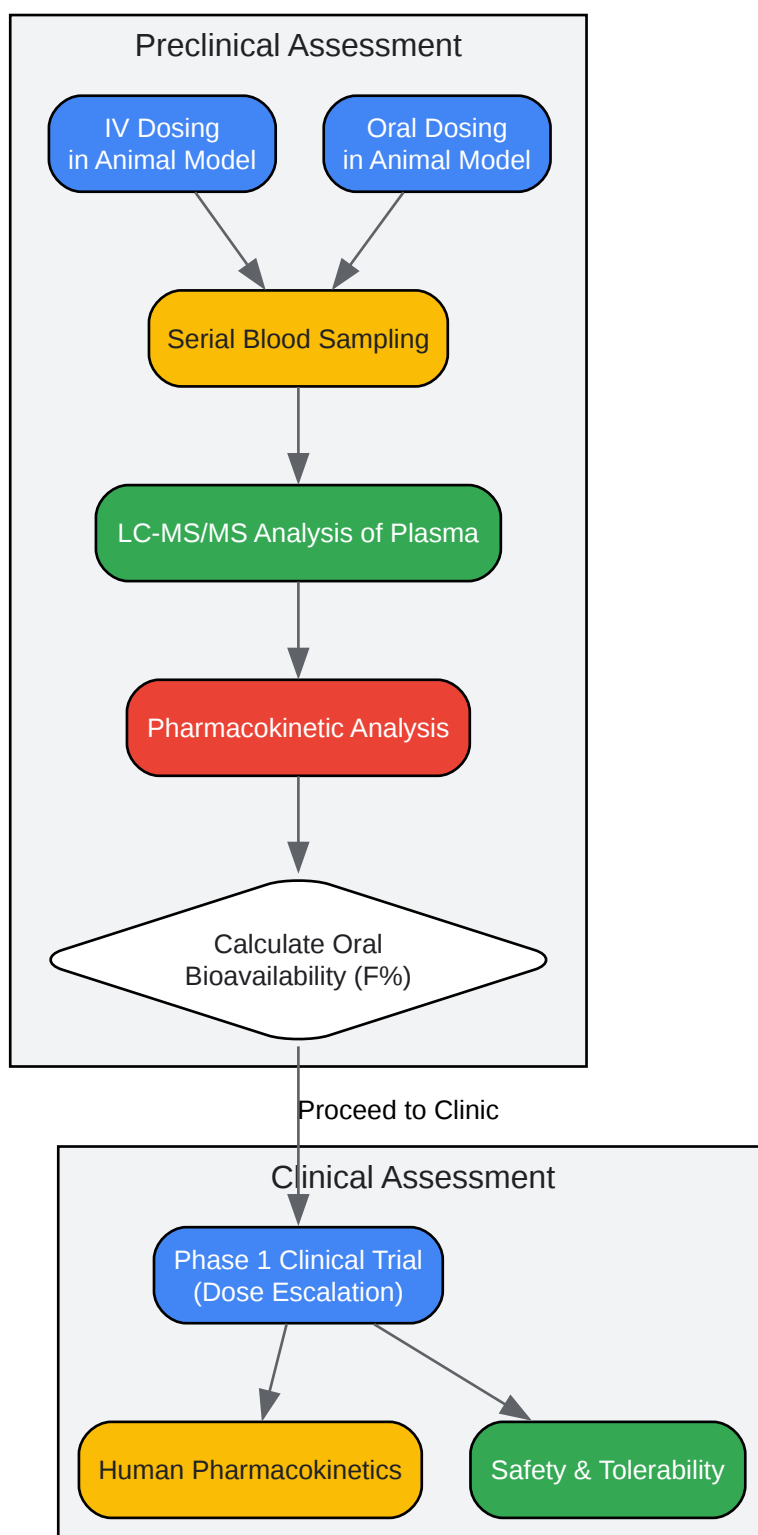 Preclinical Assessment
IV Dosing
in Animal Model
Oral Dosing
in Animal Model
Serial Blood Sampling
LC-MS/MS Analysis of Plasma
Pharmacokinetic Analysis
Calculate Oral
Bioavailability (F%)
Proceed to Clinic
Clinical Assessment
Phase 1 Clinical Trial
(Dose Escalation)
Human Pharmacokinetics
Safety & Tolerability